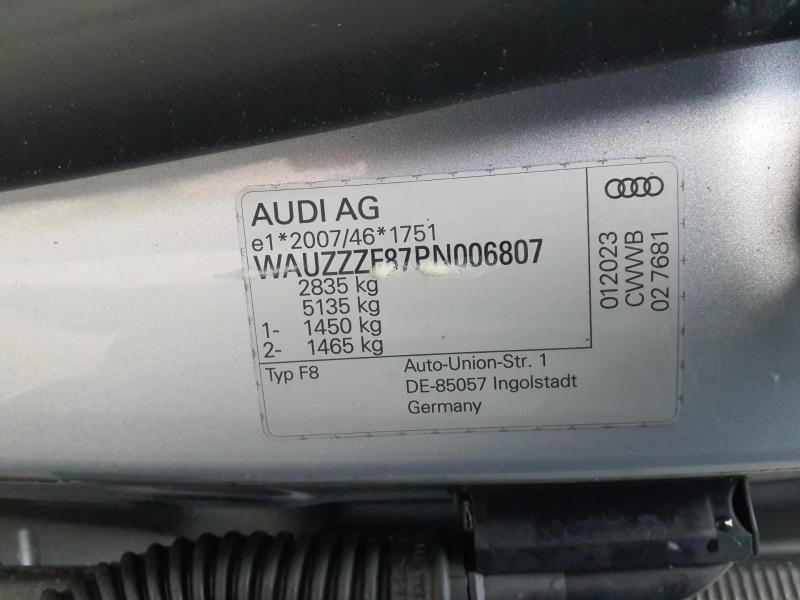 AUDI AG
e1*2007/46*1751
WAUZZZF87PN006807
2835 kg
5135 kg
1- 1450 kg
2- 1465 kg
Typ F8
Auto-Union-Str. 1
DE-85057 Ingolstadt
Germany
012023
CWWB
02 7681